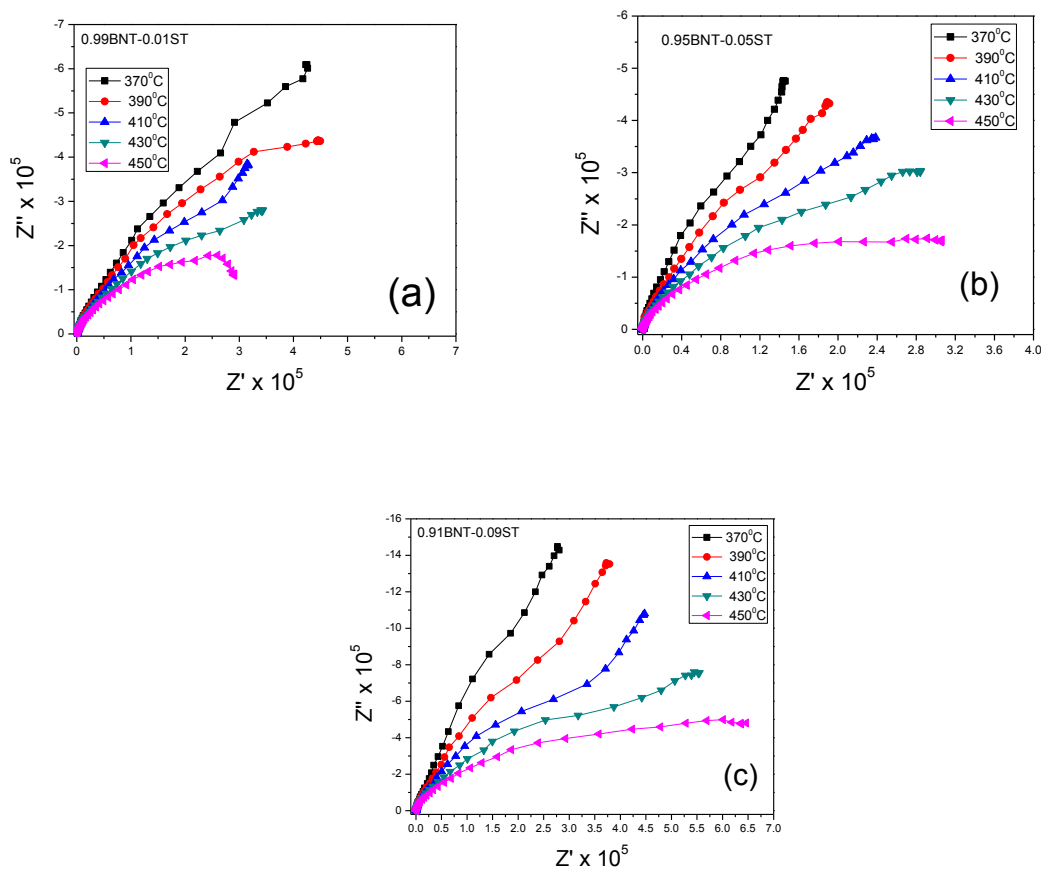 0.99BNT-0.01ST
370⁰C
390⁰C
410⁰C
430⁰C
450⁰C
(a)
-7
-6
-5
-4
-3
-2
-1
0
Z'' x 10⁵
0 1 2 3 4 5 6 7
Z' x 10⁵
0.95BNT-0.05ST
370⁰C
390⁰C
410⁰C
430⁰C
450⁰C
(b)
-6
-5
-4
-3
-2
-1
0
Z'' x 10⁵
0.0 0.4 0.8 1.2 1.6 2.0 2.4 2.8 3.2 3.6 4.0
Z' x 10⁵
0.91BNT-0.09ST
370⁰C
390⁰C
410⁰C
430⁰C
450⁰C
(c)
-16
-14
-12
-10
-8
-6
-4
-2
0
Z'' x 10⁵
0.0 0.5 1.0 1.5 2.0 2.5 3.0 3.5 4.0 4.5 5.0 5.5 6.0 6.5 7.0
Z' x 10⁵